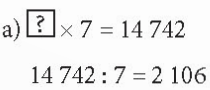 a) ? × 7 = 14 742
14 742 : 7 = 2 106